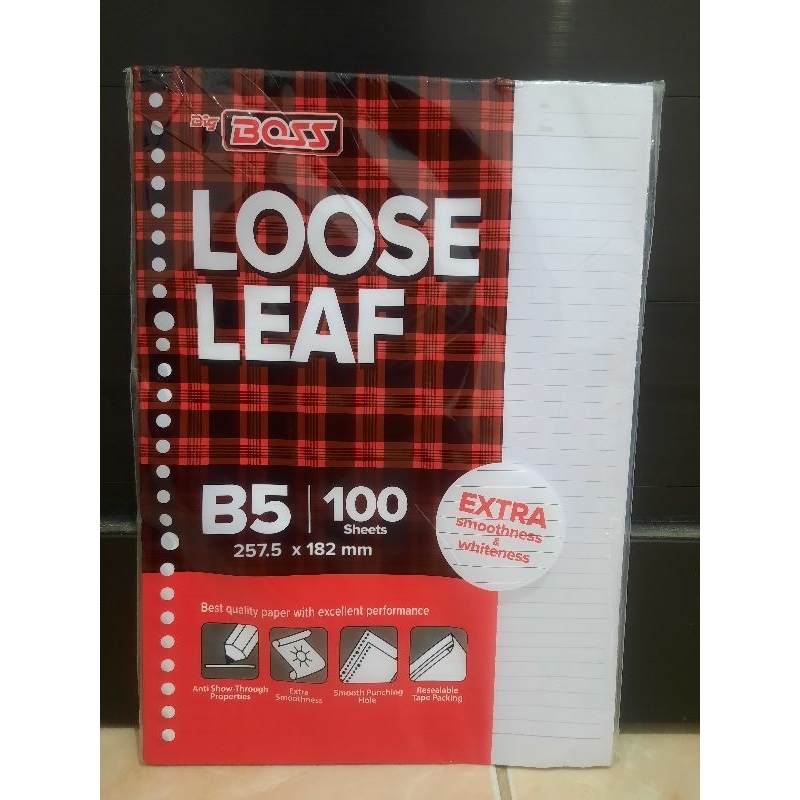 Big BOSS
LOOSE
LEAF
B5 100
Sheets
257.5 x 182 mm
EXTRA
smoothness
&
whiteness
Best quality paper with excellent performance
Anti Show-Through
Properties
Extra
Smoothness
Smooth Punching
Hole
Resealable
Tape Packing